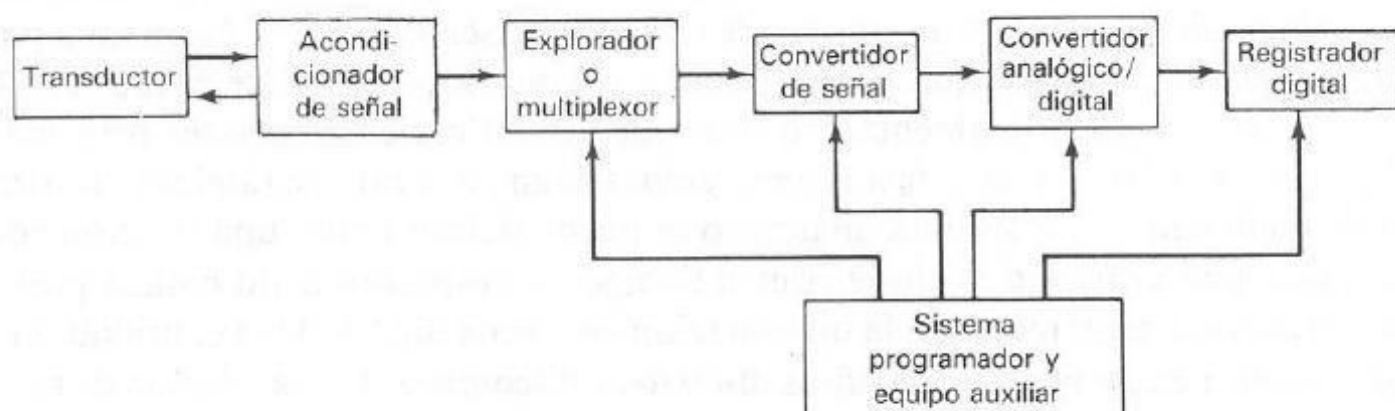 Transductor
Acondi-
cionador
de señal
Explorador
o
multiplexor
Convertidor
de señal
Convertidor.
analógico/
digital
Registrador
digital
Sistema
programador y
equipo auxiliar